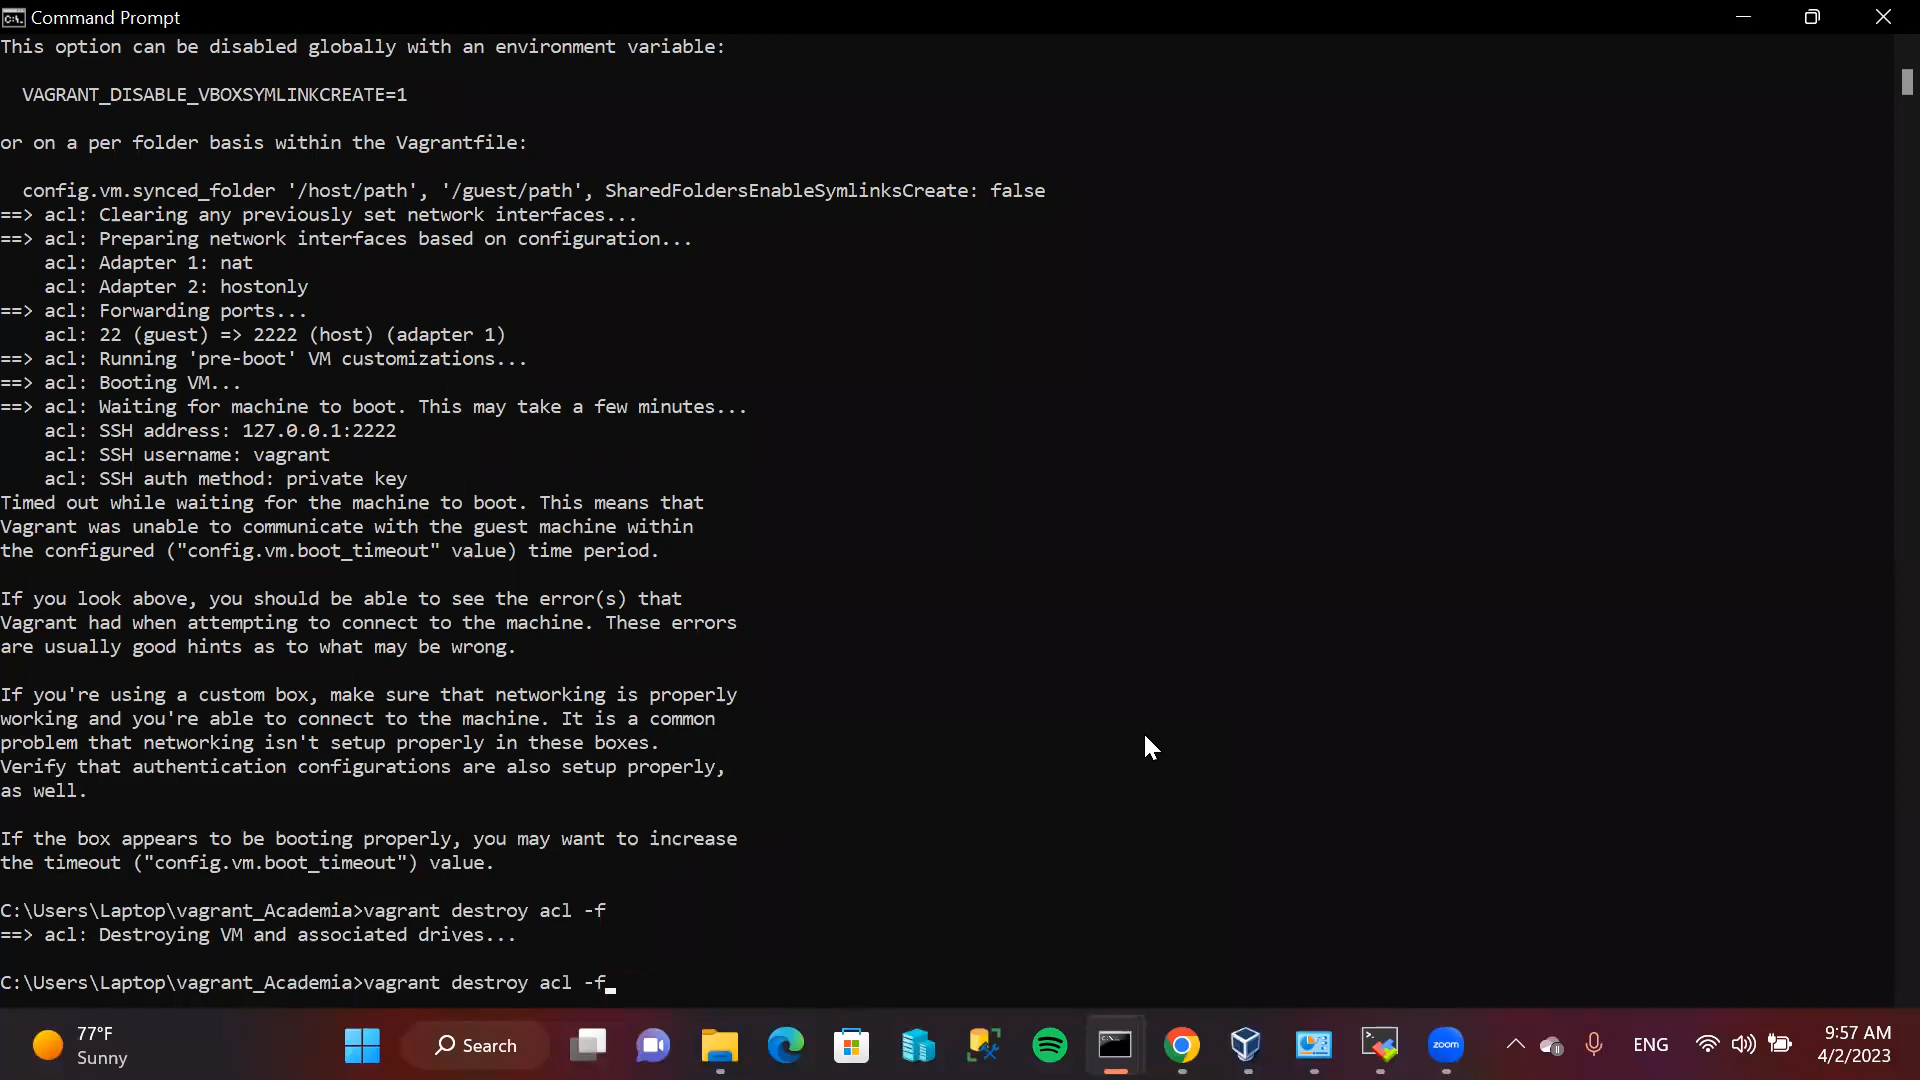 Command Prompt
This option can be disabled globally with an environment variable:
VAGRANT_DISABLE_VBOXSYMLINKCREATE=1
or on a per folder basis within the Vagrantfile:
config.vm.synced_folder '/host/path', '/guest/path', SharedFoldersEnableSymlinksCreate: false
==> acl: Clearing any previously set network interfaces...
==> acl: Preparing network interfaces based on configuration...
acl: Adapter 1: nat
acl: Adapter 2: hostonly
==> acl: Forwarding ports...
acl: 22 (guest) => 2222 (host) (adapter 1)
==> acl: Running 'pre-boot' VM customizations...
==> acl: Booting VM...
==> acl: Waiting for machine to boot. This may take a few minutes...
acl: SSH address: 127.0.0.1:2222
acl: SSH username: vagrant
acl: SSH auth method: private key
Timed out while waiting for the machine to boot. This means that
Vagrant was unable to communicate with the guest machine within
the configured ("config.vm.boot_timeout" value) time period.
If you look above, you should be able to see the error(s) that
Vagrant had when attempting to connect to the machine. These errors
are usually good hints as to what may be wrong.
If you're using a custom box, make sure that networking is properly
working and you're able to connect to the machine. It is a common
problem that networking isn't setup properly in these boxes.
Verify that authentication configurations are also setup properly,
as well.
If the box appears to be booting properly, you may want to increase
the timeout ("config.vm.boot_timeout") value.
C:\Users\Laptop\vagrant_Academia>vagrant destroy acl -f
==> acl: Destroying VM and associated drives...
C:\Users\Laptop\vagrant_Academia>vagrant destroy acl -f_
77°F
Sunny
Search
zoom
ENG
9:57 AM
4/2/2023